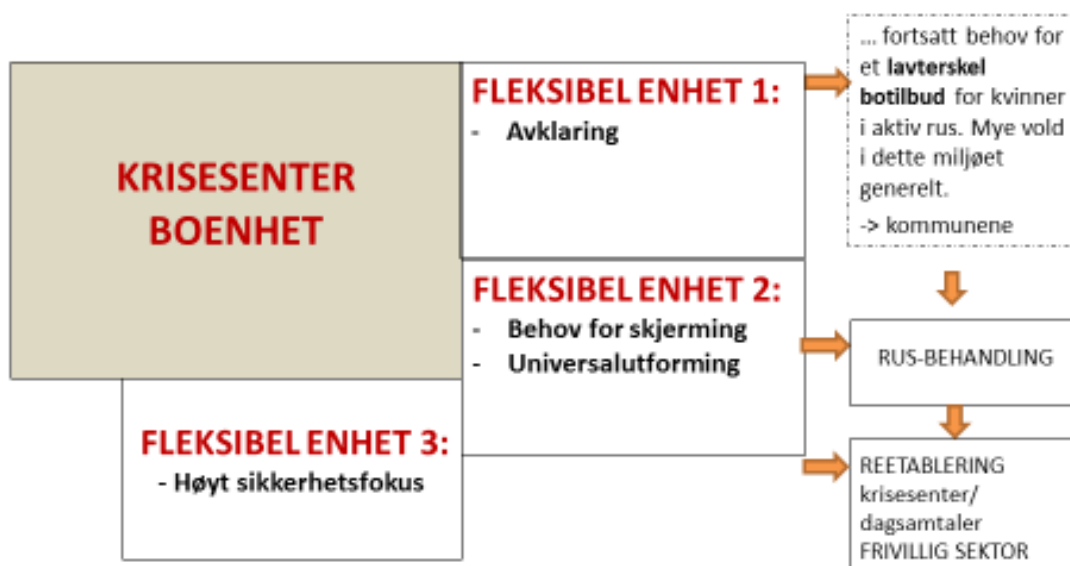 KRISESENTER
BOENHET
FLEKSIBEL ENHET 1:
- Avklaring
FLEKSIBEL ENHET 2:
- Behov for skjerming
- Universalutforming
FLEKSIBEL ENHET 3:
- Høyt sikkerhetsfokus
... fortsatt behov for
et lavterskel
botilbud for kvinner
i aktiv rus. Mye vold
i dette miljøet
generelt.
-> kommunene
RUS-BEHANDLING
REETABLERING
krisesenter/
dagsamtaler
FRIVILLIG SEKTOR